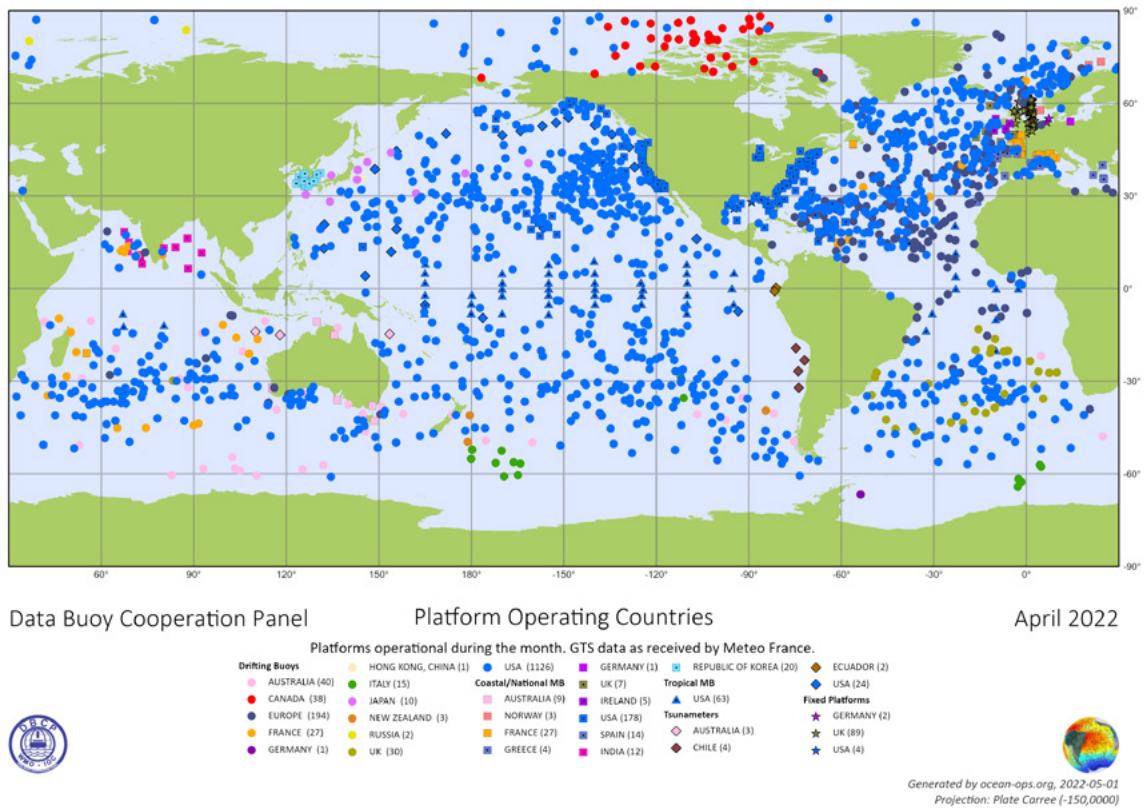 90°
60°
30°
0°
-30°
-60°
-90°
60° 90° 120° 150° 180° -150° -120° -90° -60° -30° 0°
Data Buoy Cooperation Panel Platform Operating Countries April 2022
Platforms operational during the month. GTS data as received by Meteo France.
Drifting Buoys
AUSTRALIA (40)
CANADA (38)
EUROPE (194)
FRANCE (27)
GERMANY (1)
HONG KONG, CHINA (1)
ITALY (15)
JAPAN (10)
NEW ZEALAND (3)
RUSSIA (2)
UK (30)
USA (1126)
Coastal/National MB
AUSTRALIA (9)
NORWAY (3)
FRANCE (27)
GREECE (4)
GERMANY (1)
UK (7)
IRELAND (5)
USA (178)
SPAIN (14)
INDIA (12)
REPUBLIC OF KOREA (20)
Tropical MB
USA (63)
Tsunameters
AUSTRALIA (3)
CHILE (4)
ECUADOR (2)
USA (24)
Fixed Platforms
GERMANY (2)
UK (89)
USA (4)
DBCP
WMO - IOC
Generated by ocean-ops.org, 2022-05-01
Projection: Plate Carree (-150,0000)